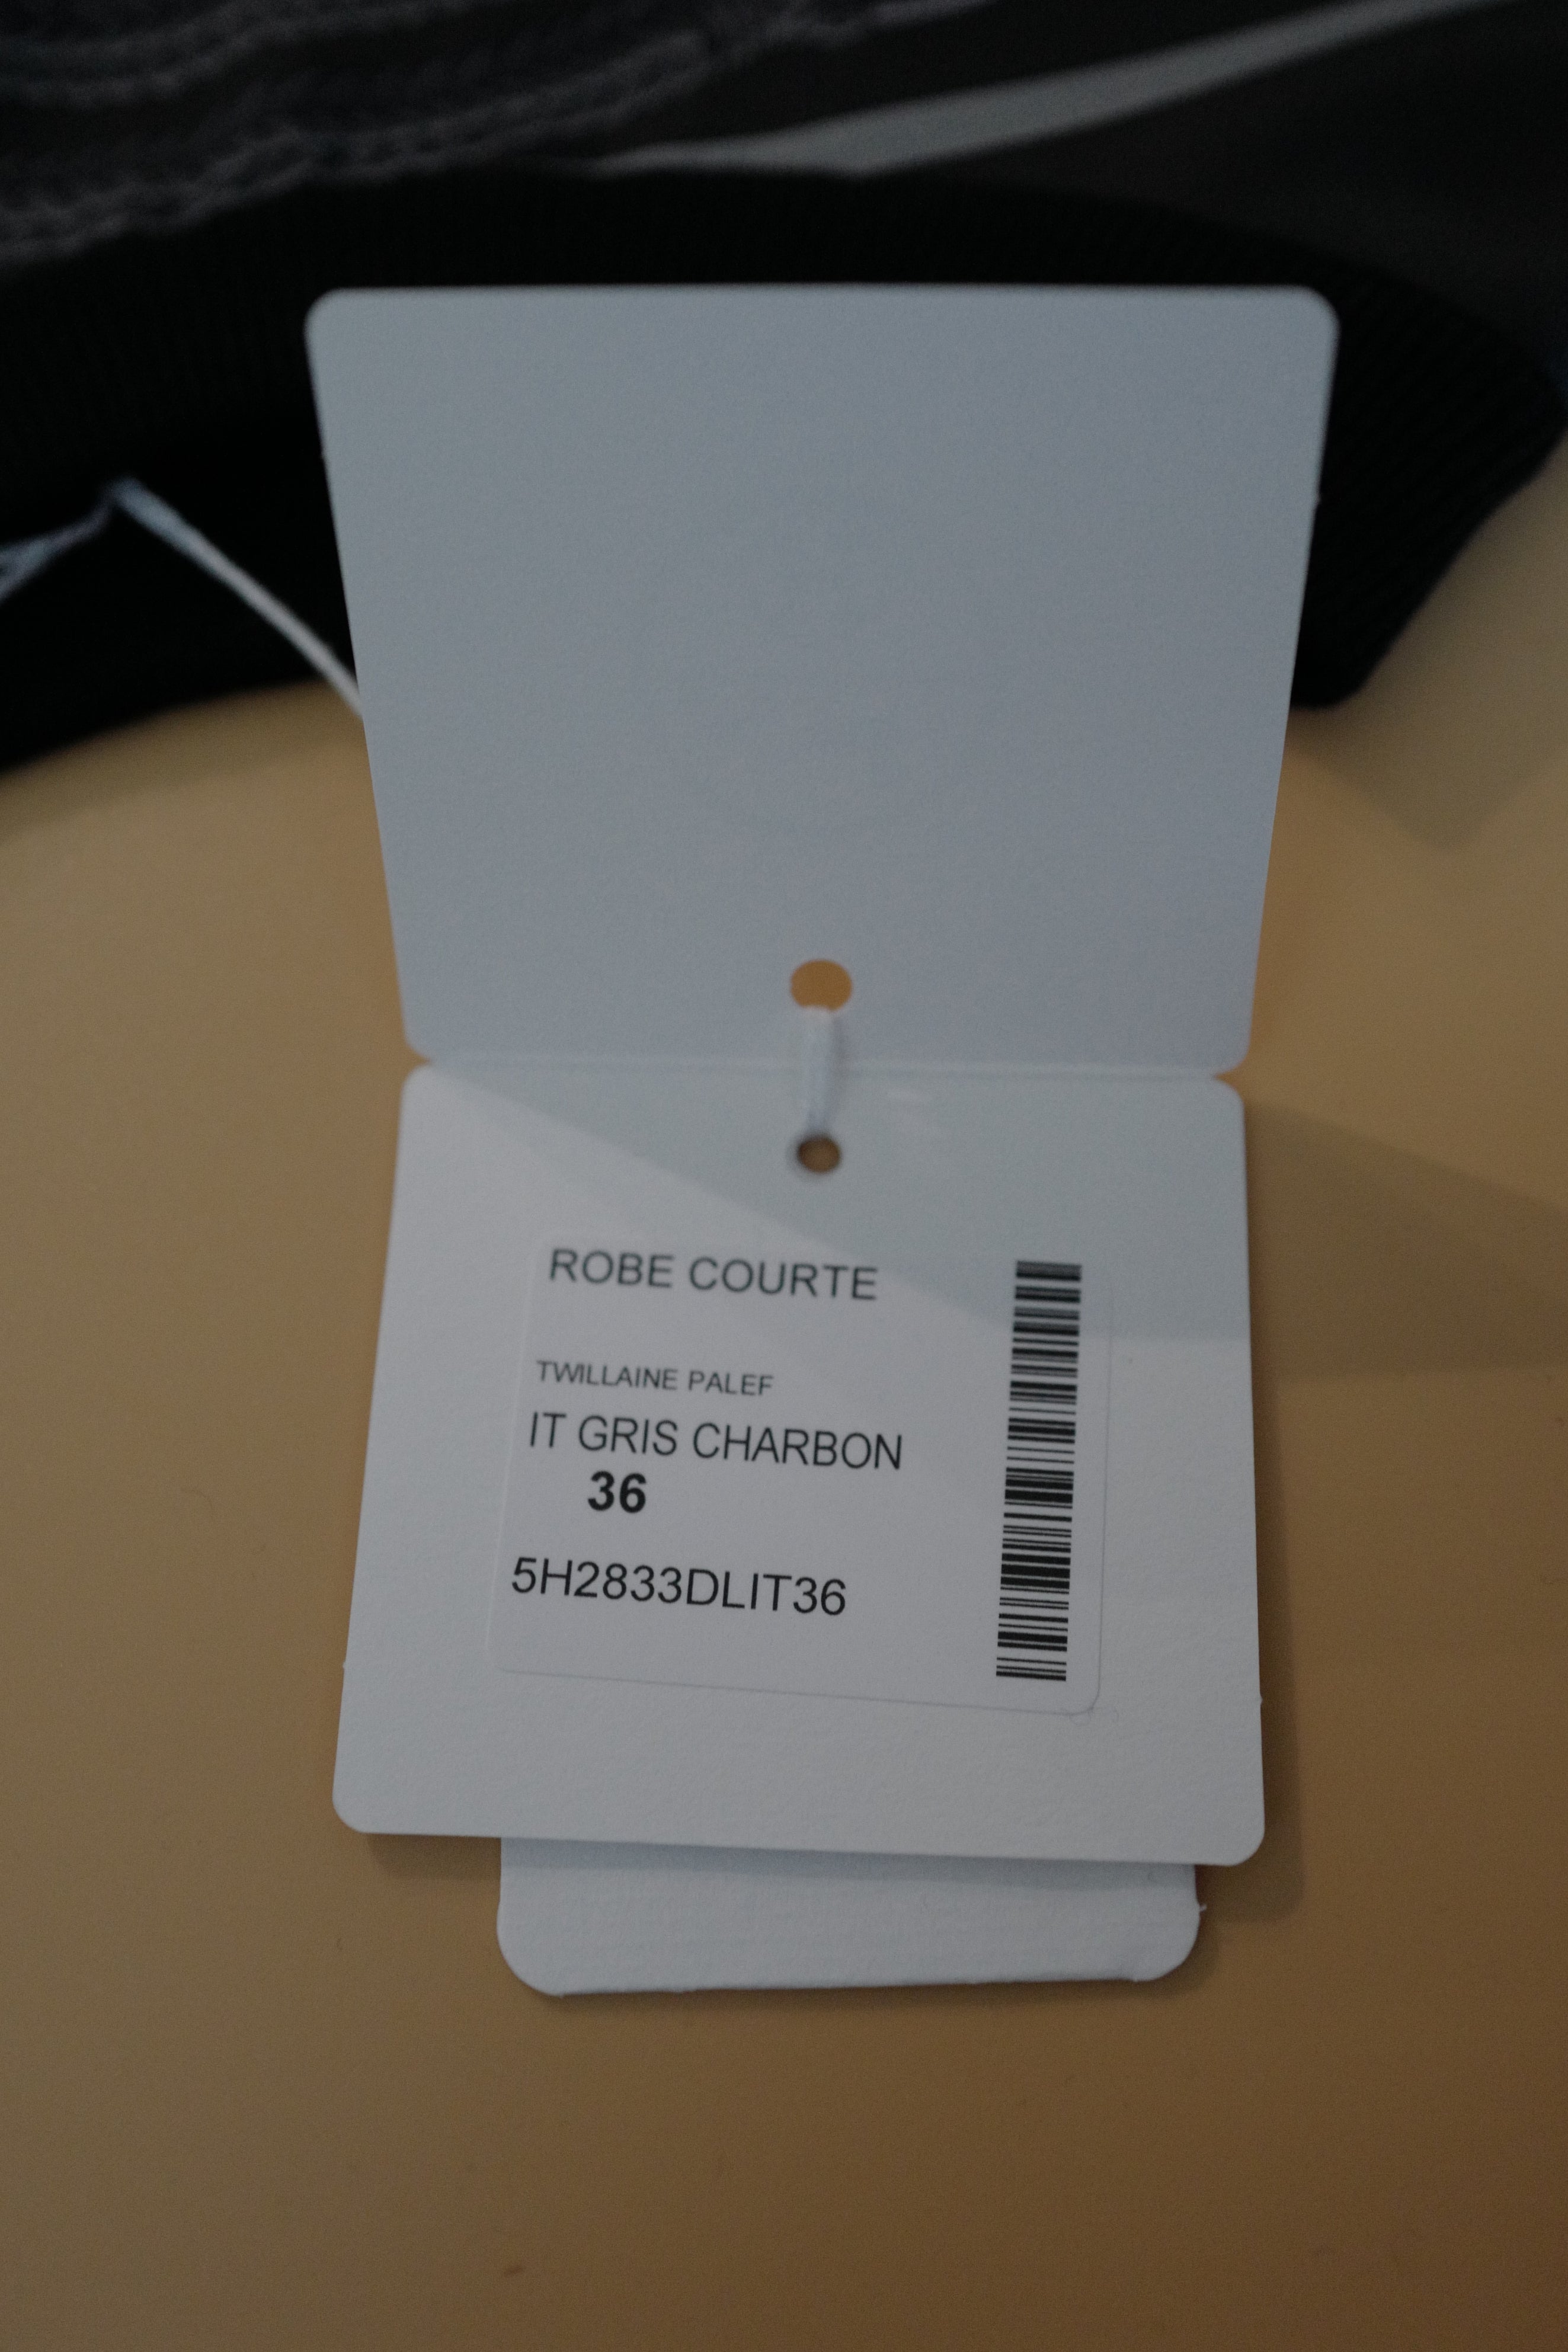 ROBE COURTE
TWILLAINE PALEF
IT GRIS CHARBON
36
5H2833DLIT36